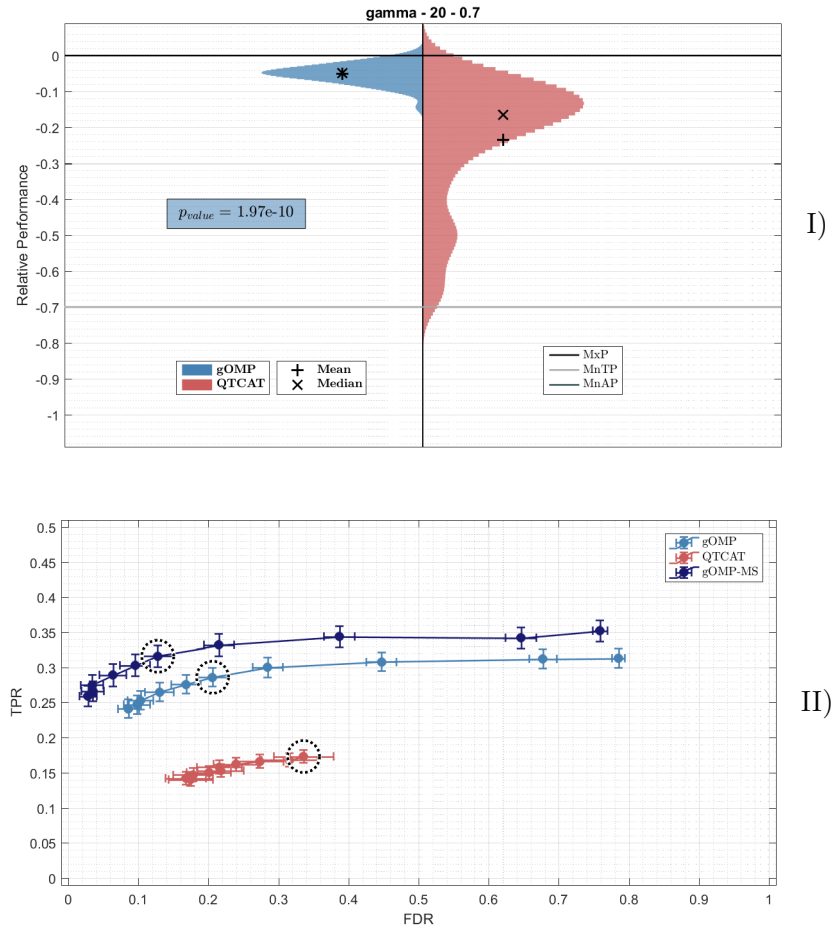 gamma - 20 - 0.7
0
-0.1
-0.2
-0.3
-0.4
-0.5
-0.6
-0.7
-0.8
-0.9
-1
Relative Performance
p_value = 1.97e-10
gOMP
QTCAT
Mean
Median
MxP
MnTP
MnAP
I)
0.5
0.45
0.4
0.35
0.3
0.25
0.2
0.15
0.1
0.05
0
TPR
gOMP
QTCAT
gOMP-MS
II)
0 0.1 0.2 0.3 0.4 0.5 0.6 0.7 0.8 0.9 1
FDR